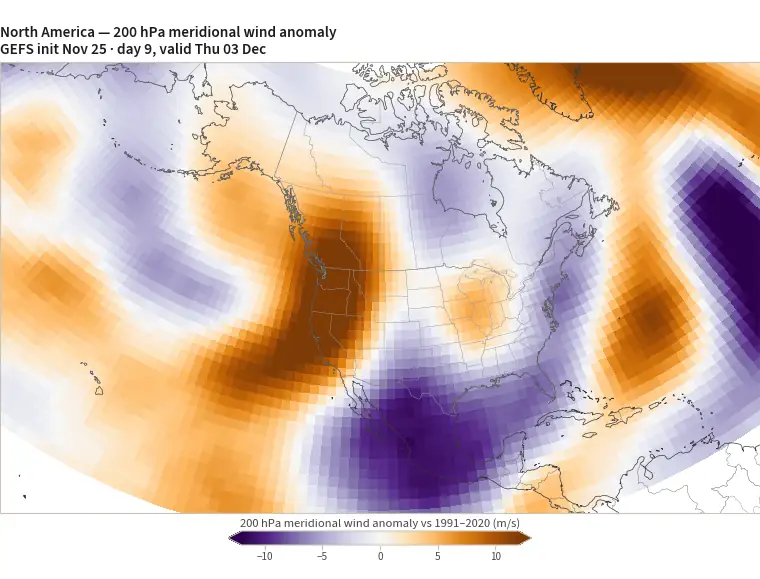 North America — 200 hPa meridional wind anomaly
GEFS init Nov 25 · day 9, valid Thu 03 Dec
200 hPa meridional wind anomaly vs 1991–2020 (m/s)
−10 −5 0 5 10